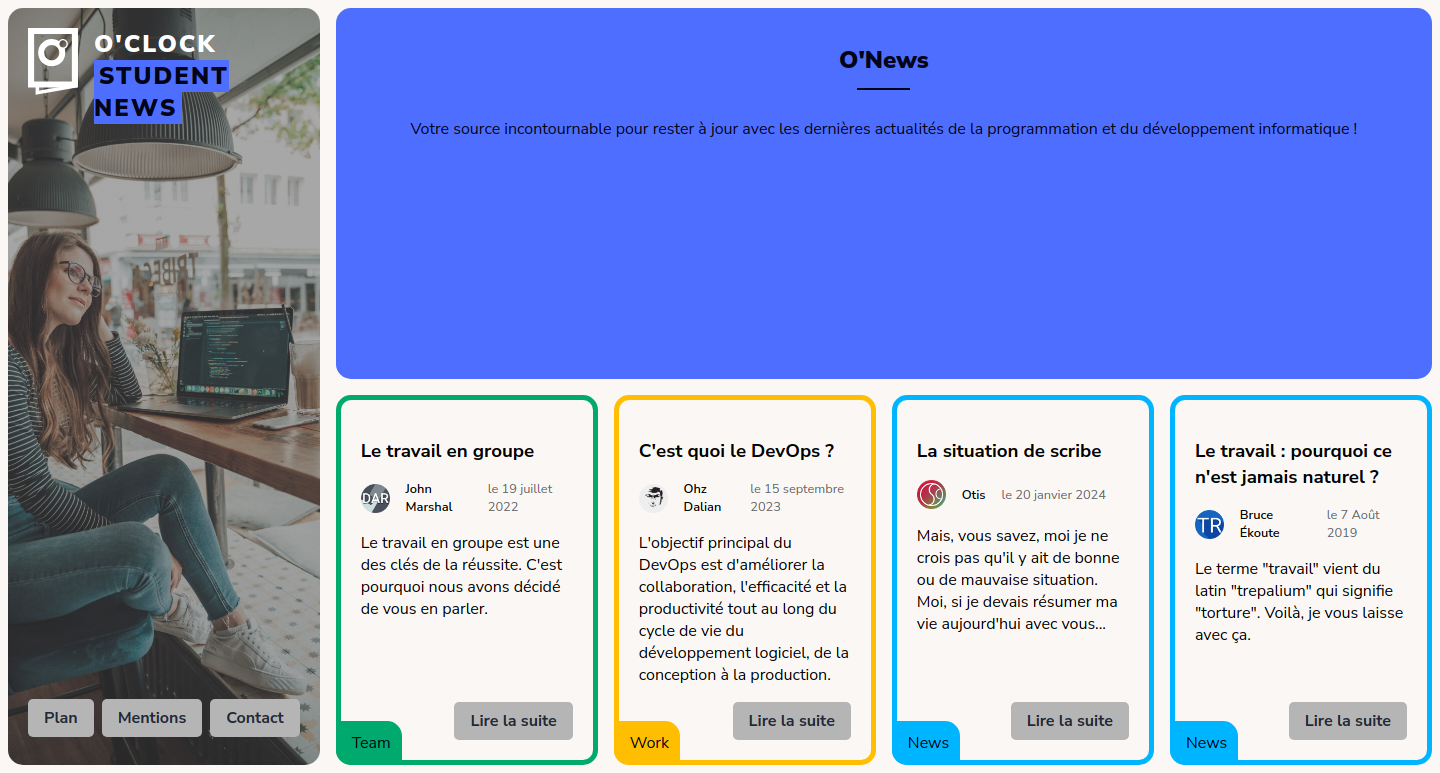 O'CLOCK
STUDENT
NEWS
TRIBECA
Plan
Mentions
Contact
O'News
Votre source incontournable pour rester à jour avec les dernières actualités de la programmation et du développement informatique !
Le travail en groupe
DAR
John
Marshal
le 19 juillet
2022
Le travail en groupe est une
des clés de la réussite. C'est
pourquoi nous avons décidé
de vous en parler.
Lire la suite
Team
C'est quoi le DevOps ?
Ohz
Dalian
le 15 septembre
2023
L'objectif principal du
DevOps est d'améliorer la
collaboration, l'efficacité et la
productivité tout au long du
cycle de vie du
développement logiciel, de la
conception à la production.
Lire la suite
Work
La situation de scribe
Otis
le 20 janvier 2024
Mais, vous savez, moi je ne
crois pas qu'il y ait de bonne
ou de mauvaise situation.
Moi, si je devais résumer ma
vie aujourd'hui avec vous...
Lire la suite
News
Le travail : pourquoi ce
n'est jamais naturel ?
TR
Bruce
Ékoute
le 7 Août
2019
Le terme "travail" vient du
latin "trepalium" qui signifie
"torture". Voilà, je vous laisse
avec ça.
Lire la suite
News